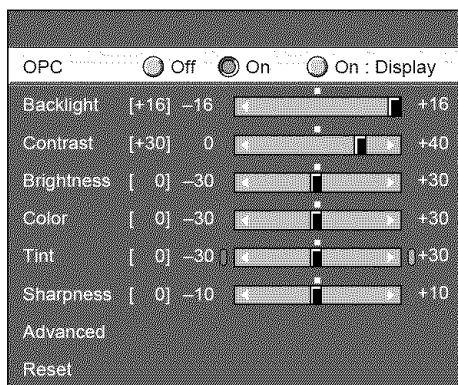 OPC Off On On : Display
Backlight [+16] –16 +16
Contrast [+30] 0 +40
Brightness [ 0] –30 +30
Color [ 0] –30 +30
Tint [ 0] –30 +30
Sharpness [ 0] –10 +10
Advanced
Reset